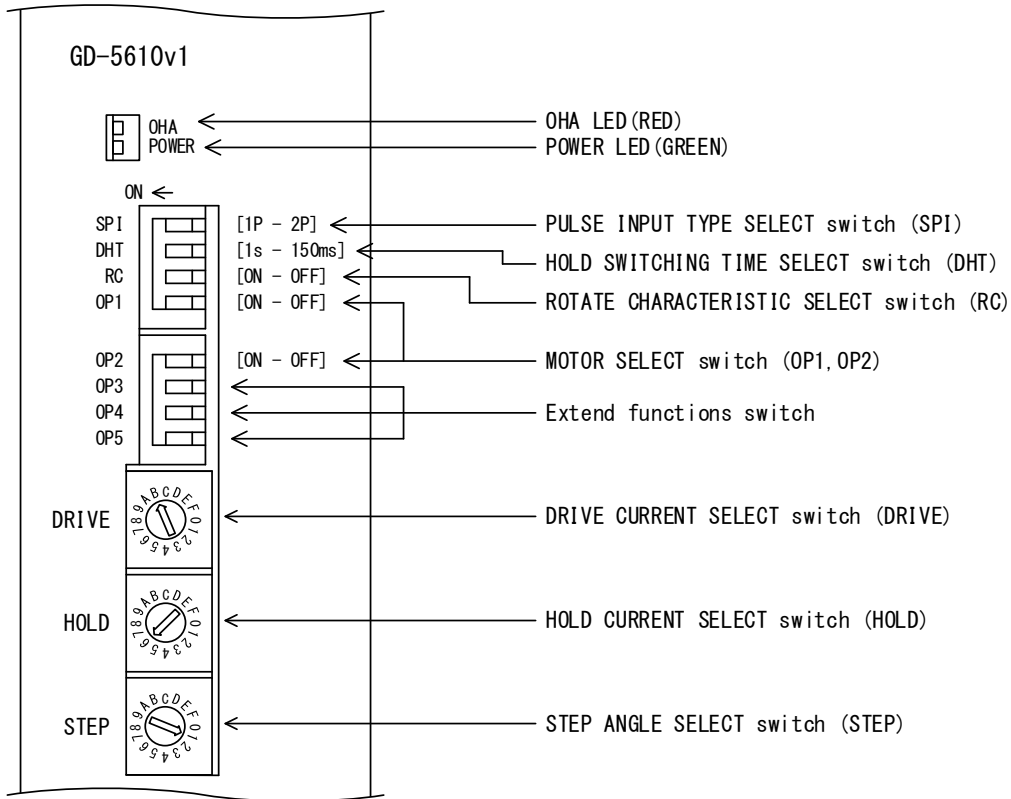 GD-5610v1
OHA OHA LED(RED)
POWER POWER LED(GREEN)
ON
SPI [1P - 2P] PULSE INPUT TYPE SELECT switch (SPI)
DHT [1s - 150ms] HOLD SWITCHING TIME SELECT switch (DHT)
RC [ON - OFF] ROTATE CHARACTERISTIC SELECT switch (RC)
OP1 [ON - OFF]
OP2 [ON - OFF] MOTOR SELECT switch (OP1,OP2)
OP3
OP4 Extend functions switch
OP5
0123456789ABCDEF
DRIVE DRIVE CURRENT SELECT switch (DRIVE)
0123456789ABCDEF
HOLD HOLD CURRENT SELECT switch (HOLD)
0123456789ABCDEF
STEP STEP ANGLE SELECT switch (STEP)